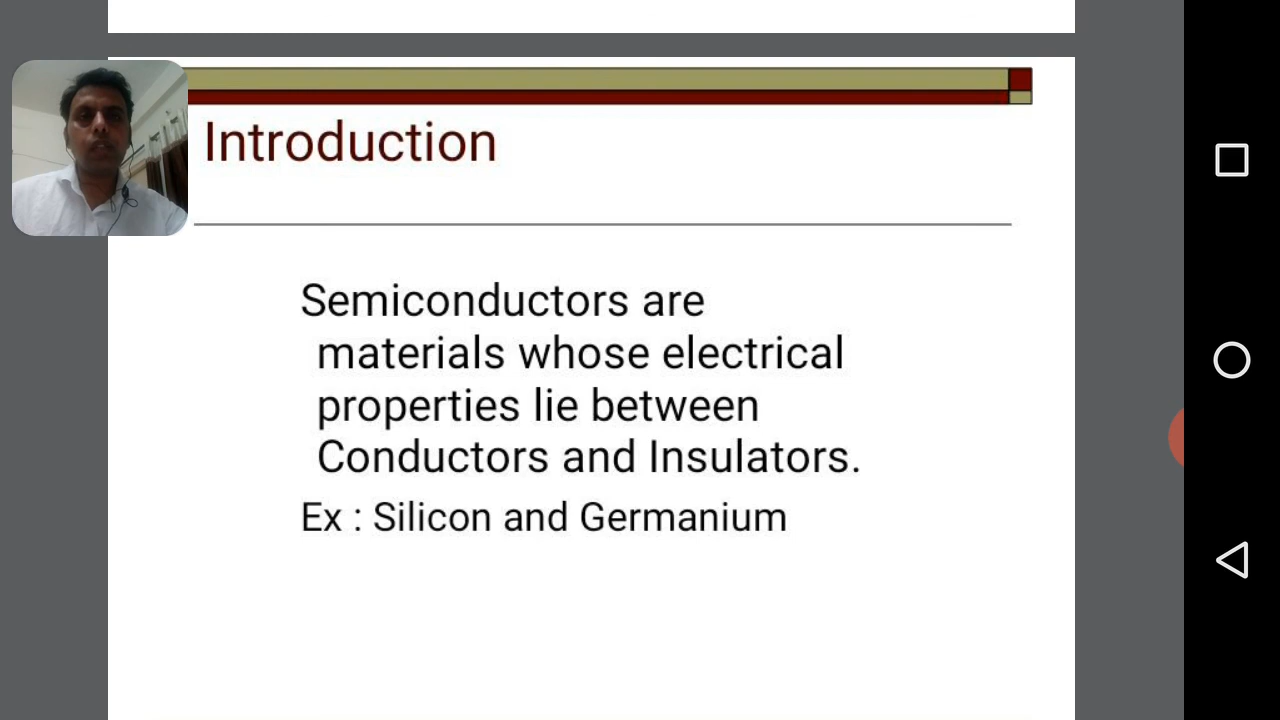 Introduction
Semiconductors are
materials whose electrical
properties lie between
Conductors and Insulators.
Ex : Silicon and Germanium